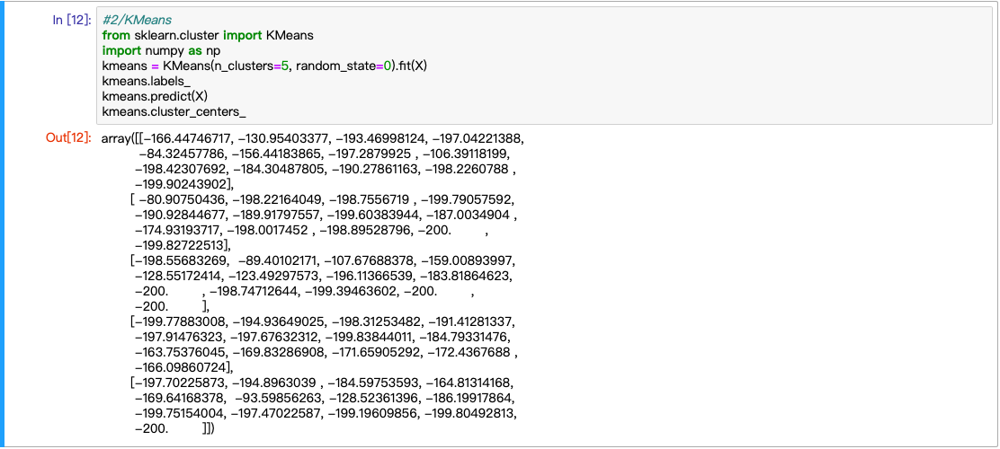 In [12]: #2/KMeans
from sklearn.cluster import KMeans
import numpy as np
kmeans = KMeans(n_clusters=5, random_state=0).fit(X)
kmeans.labels_
kmeans.predict(X)
kmeans.cluster_centers_
Out[12]: array([[-166.44746717, -130.95403377, -193.46998124, -197.04221388,
-84.32457786, -156.44183865, -197.2879925 , -106.39118199,
-198.42307692, -184.30487805, -190.27861163, -198.2260788 ,
-199.90243902],
[ -80.90750436, -198.22164049, -198.7556719 , -199.79057592,
-190.92844677, -189.91797557, -199.60383944, -187.0034904 ,
-174.93193717, -198.0017452 , -198.89528796, -200.        ,
-199.82722513],
[-198.55683269,  -89.40102171, -107.67688378, -159.00893997,
-128.55172414, -123.49297573, -196.11366539, -183.81864623,
-200.        , -198.74712644, -199.39463602, -200.        ,
-200.        ],
[-199.77883008, -194.93649025, -198.31253482, -191.41281337,
-197.91476323, -197.67632312, -199.83844011, -184.79331476,
-163.75376045, -169.83286908, -171.65905292, -172.4367688 ,
-166.09860724],
[-197.70225873, -194.8963039 , -184.59753593, -164.81314168,
-169.64168378,  -93.59856263, -128.52361396, -186.19917864,
-199.75154004, -197.47022587, -199.19609856, -199.80492813,
-200.        ]])